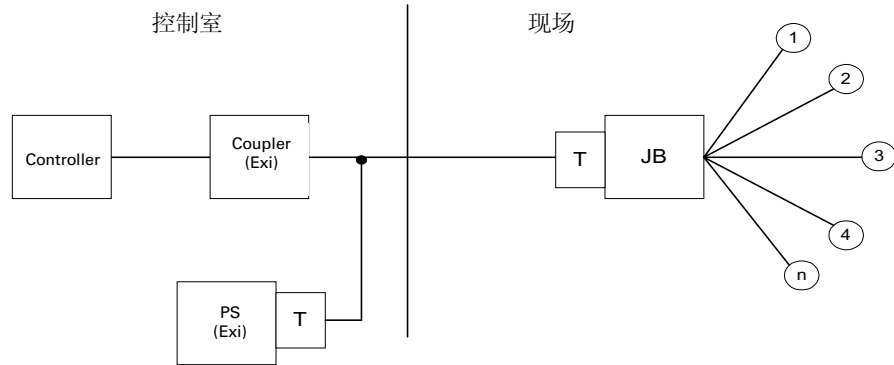 控制室
现场
Controller
Coupler
(Exi)
T
JB
1
2
3
4
n
PS
(Exi)
T